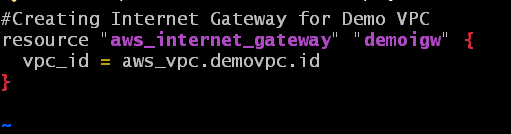 #Creating Internet Gateway for Demo VPC
resource "aws_internet_gateway" "demoigw" {
  vpc_id = aws_vpc.demovpc.id
}
~